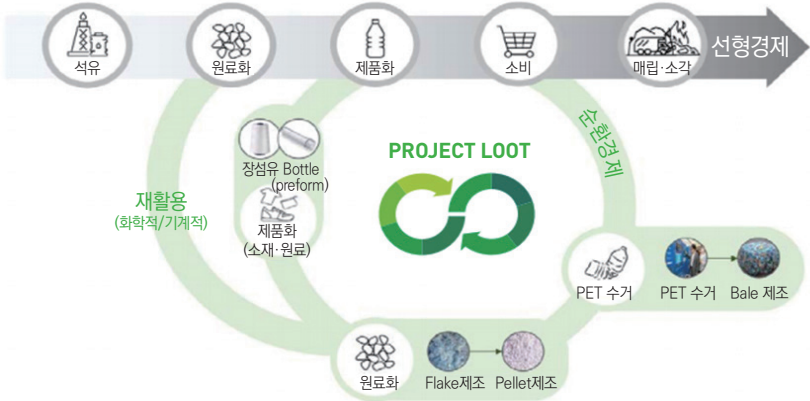 석유
원료화
제품화
소비
매립·소각
선형경제
순환경제
PROJECT LOOT
장섬유 Bottle
(preform)
재활용
(화학적/기계적)
제품화
(소재·원료)
PET 수거
PET 수거
Bale 제조
원료화
Flake제조
Pellet제조